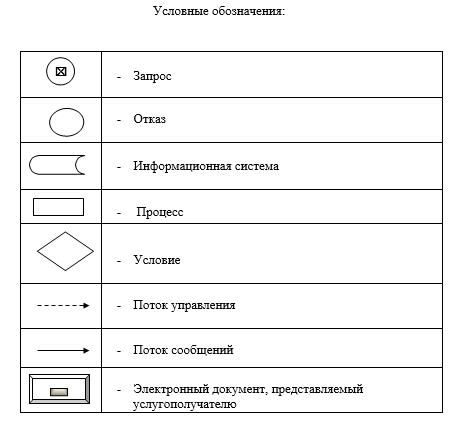 Условные обозначения:
- Запрос
- Отказ
- Информационная система
- Процесс
- Условие
- Поток управления
- Поток сообщений
- Электронный документ, представляемый
услугополучателю